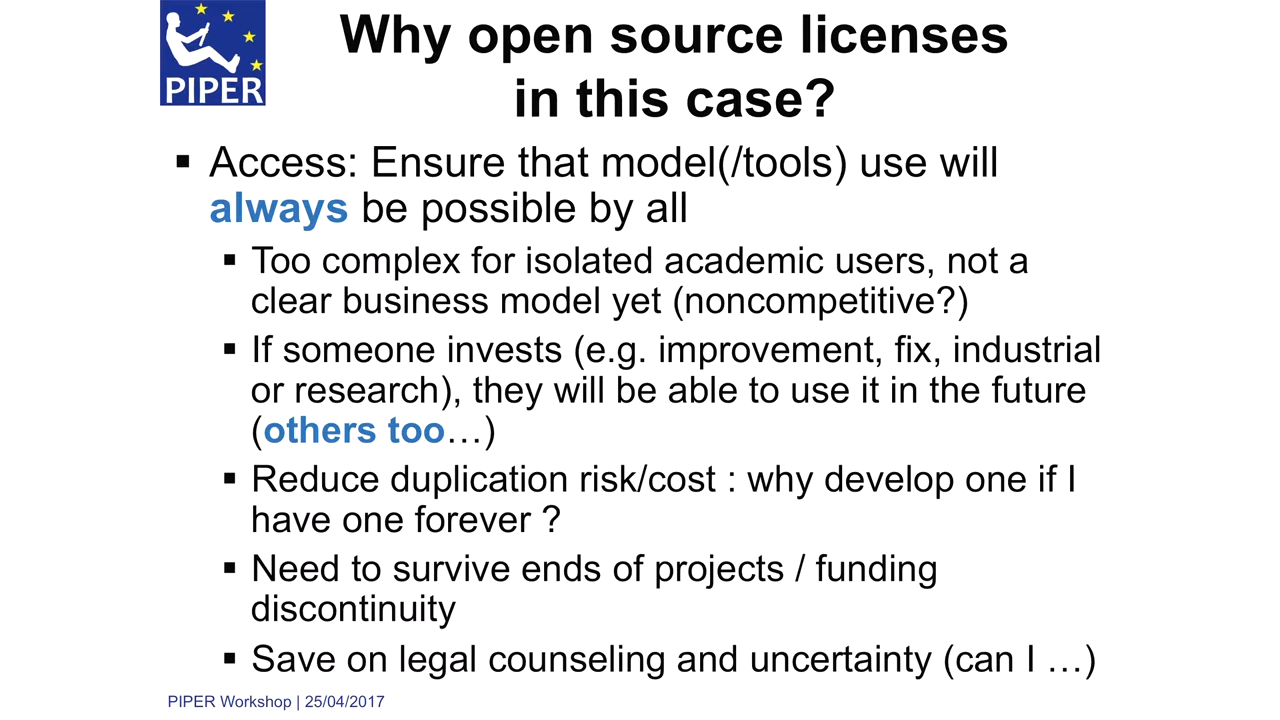 PIPER
Why open source licenses
in this case?
▪ Access: Ensure that model(/tools) use will
always be possible by all
▪ Too complex for isolated academic users, not a
clear business model yet (noncompetitive?)
▪ If someone invests (e.g. improvement, fix, industrial
or research), they will be able to use it in the future
(others too…)
▪ Reduce duplication risk/cost : why develop one if I
have one forever ?
▪ Need to survive ends of projects / funding
discontinuity
▪ Save on legal counseling and uncertainty (can I …)
PIPER Workshop | 25/04/2017